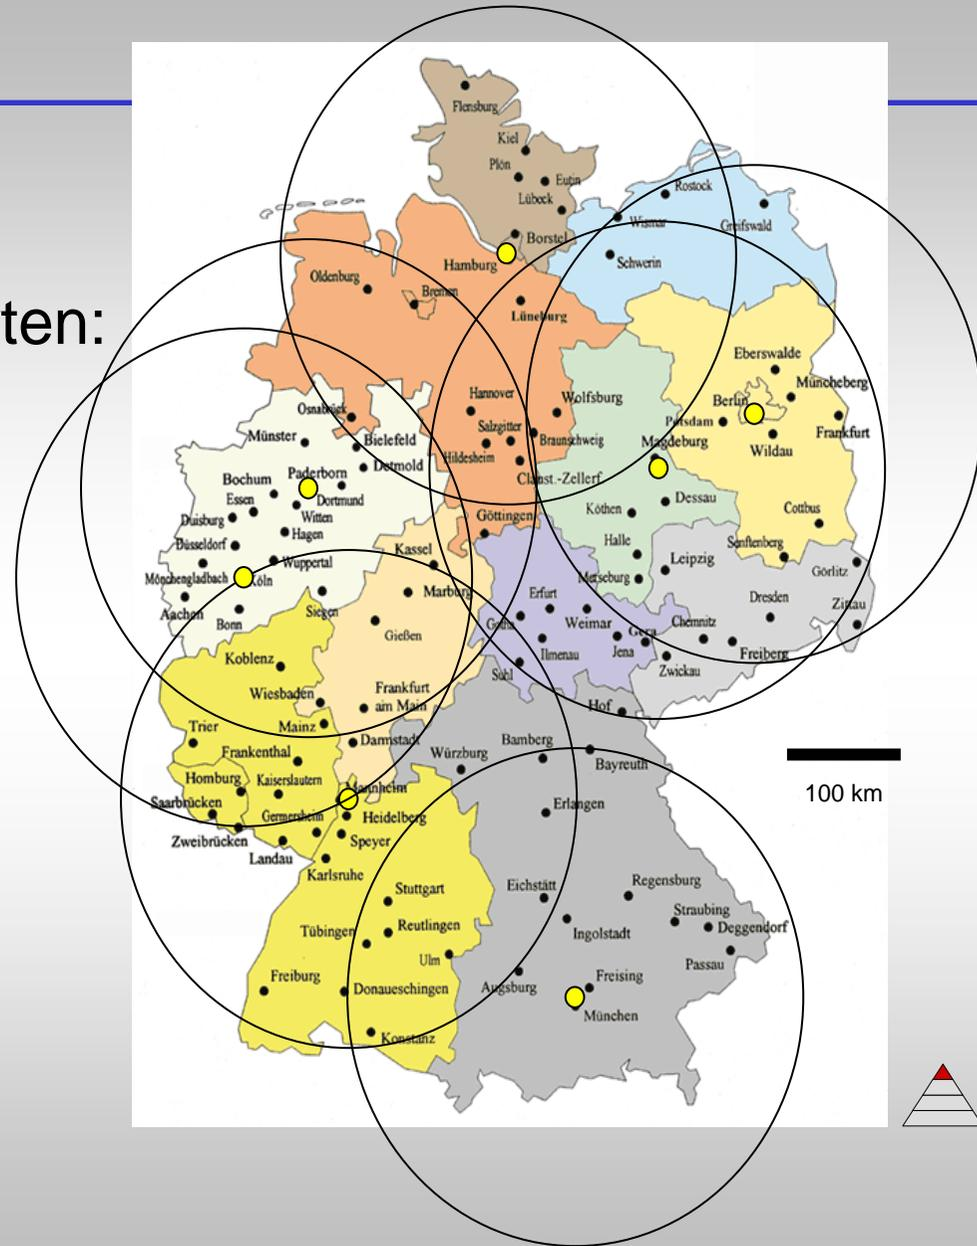 Flensburg
Kiel
Plön
Eutin
Lübeck
Rostock
Greifswald
Wismar
Borstel
Hamburg
Schwerin
Oldenburg
Bremen
Lüneburg
ten:
Eberswalde
Müncheberg
Hannover
Wolfsburg
Berlin
Osnabrück
Potsdam
Frankfurt
Salzgitter
Braunschweig
Magdeburg
Münster
Bielefeld
Wildau
Hildesheim
Detmold
Paderborn
Claust.-Zellerf
Bochum
Essen
Dortmund
Dessau
Köthen
Cottbus
Göttingen
Duisburg
Witten
Hagen
Halle
Senftenberg
Düsseldorf
Kassel
Leipzig
Wuppertal
Görlitz
Mönchengladbach
Köln
Merseburg
Marburg
Erfurt
Dresden
Zittau
Aachen
Siegen
Bonn
Gotha
Weimar
Gera
Chemnitz
Gießen
Ilmenau
Jena
Freiberg
Koblenz
Suhl
Zwickau
Wiesbaden
Frankfurt
am Main
Hof
Trier
Mainz
Darmstadt
Bamberg
Frankenthal
Würzburg
Bayreuth
Homburg
Kaiserslautern
Mannheim
100 km
Saarbrücken
Germersheim
Heidelberg
Erlangen
Zweibrücken
Speyer
Landau
Karlsruhe
Stuttgart
Eichstätt
Regensburg
Straubing
Tübingen
Reutlingen
Ingolstadt
Deggendorf
Ulm
Passau
Freiburg
Donaueschingen
Augsburg
Freising
München
Konstanz